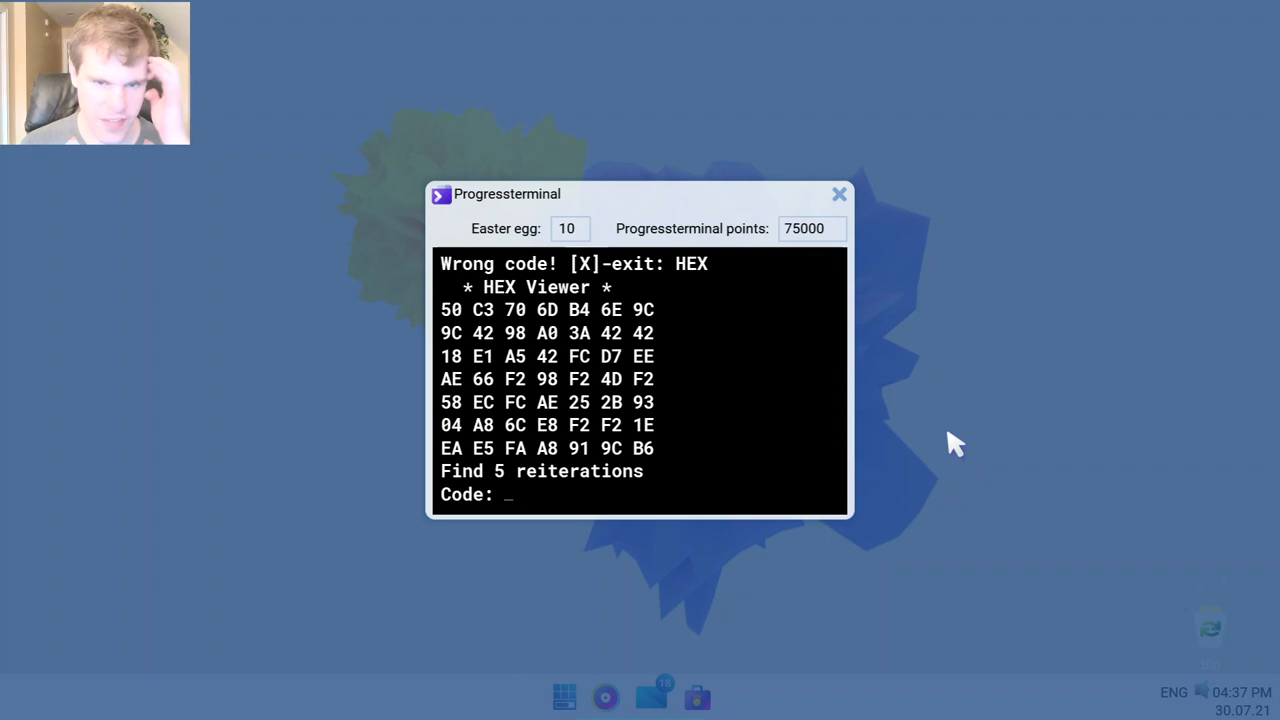 Progressterminal
Easter egg: 10 Progressterminal points: 75000
Wrong code! [X]-exit: HEX
* HEX Viewer *
50 C3 70 6D B4 6E 9C
9C 42 98 A0 3A 42 42
18 E1 A5 42 FC D7 EE
AE 66 F2 98 F2 4D F2
58 EC FC AE 25 2B 93
04 A8 6C E8 F2 F2 1E
EA E5 FA A8 91 9C B6
Find 5 reiterations
Code: _
Bin
18
ENG 04:37 PM
30.07.21